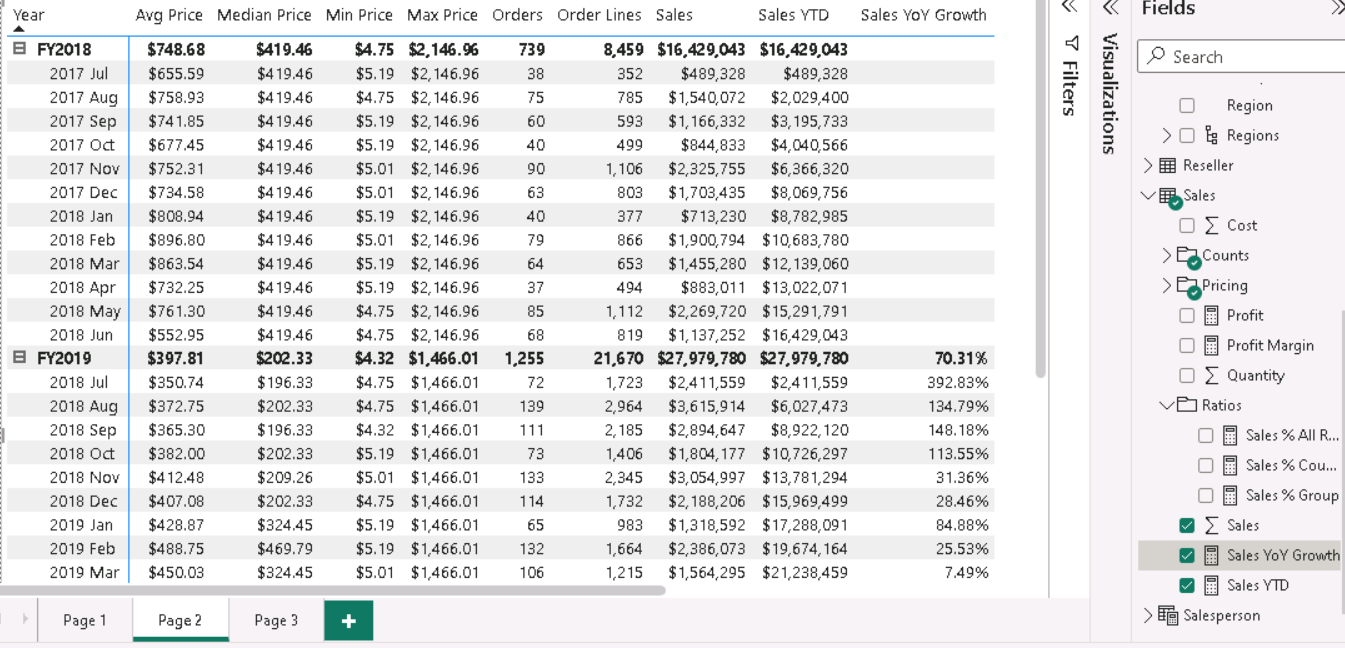 Year Avg Price Median Price Min Price Max Price Orders Order Lines Sales Sales YTD Sales YoY Growth
FY2018 $748.68 $419.46 $4.75 $2,146.96 739 8,459 $16,429,043 $16,429,043
2017 Jul $655.59 $419.46 $5.19 $2,146.96 38 352 $489,328 $489,328
2017 Aug $758.93 $419.46 $4.75 $2,146.96 75 785 $1,540,072 $2,029,400
2017 Sep $741.85 $419.46 $5.19 $2,146.96 60 593 $1,166,332 $3,195,733
2017 Oct $677.45 $419.46 $5.19 $2,146.96 40 499 $844,833 $4,040,566
2017 Nov $752.31 $419.46 $5.01 $2,146.96 90 1,106 $2,325,755 $6,366,320
2017 Dec $734.58 $419.46 $5.01 $2,146.96 63 803 $1,703,435 $8,069,756
2018 Jan $808.94 $419.46 $5.19 $2,146.96 40 377 $713,230 $8,782,985
2018 Feb $896.80 $419.46 $5.01 $2,146.96 79 866 $1,900,794 $10,683,780
2018 Mar $863.54 $419.46 $5.19 $2,146.96 64 653 $1,455,280 $12,139,060
2018 Apr $732.25 $419.46 $5.19 $2,146.96 37 494 $883,011 $13,022,071
2018 May $761.30 $419.46 $4.75 $2,146.96 85 1,112 $2,269,720 $15,291,791
2018 Jun $552.95 $419.46 $4.75 $2,146.96 68 819 $1,137,252 $16,429,043
FY2019 $397.81 $202.33 $4.32 $1,466.01 1,255 21,670 $27,979,780 $27,979,780 70.31%
2018 Jul $350.74 $196.33 $4.75 $1,466.01 72 1,723 $2,411,559 $2,411,559 392.83%
2018 Aug $372.75 $202.33 $4.75 $1,466.01 139 2,964 $3,615,914 $6,027,473 134.79%
2018 Sep $365.30 $196.33 $4.32 $1,466.01 111 2,185 $2,894,647 $8,922,120 148.18%
2018 Oct $382.00 $202.33 $5.19 $1,466.01 73 1,406 $1,804,177 $10,726,297 113.55%
2018 Nov $412.48 $209.26 $5.01 $1,466.01 133 2,345 $3,054,997 $13,781,294 31.36%
2018 Dec $407.08 $202.33 $4.75 $1,466.01 114 1,732 $2,188,206 $15,969,499 28.46%
2019 Jan $428.87 $324.45 $5.19 $1,466.01 65 983 $1,318,592 $17,288,091 84.88%
2019 Feb $488.75 $469.79 $5.19 $1,466.01 132 1,664 $2,386,073 $19,674,164 25.53%
2019 Mar $450.03 $324.45 $5.01 $1,466.01 106 1,215 $1,564,295 $21,238,459 7.49%
Page 1 Page 2 Page 3 +
Filters
Visualizations
Fields
Search
Region
Regions
Reseller
Sales
Σ Cost
Counts
Pricing
Profit
Profit Margin
Σ Quantity
Ratios
Sales % All R...
Sales % Cou...
Sales % Group
Σ Sales
Sales YoY Growth
Sales YTD
Salesperson